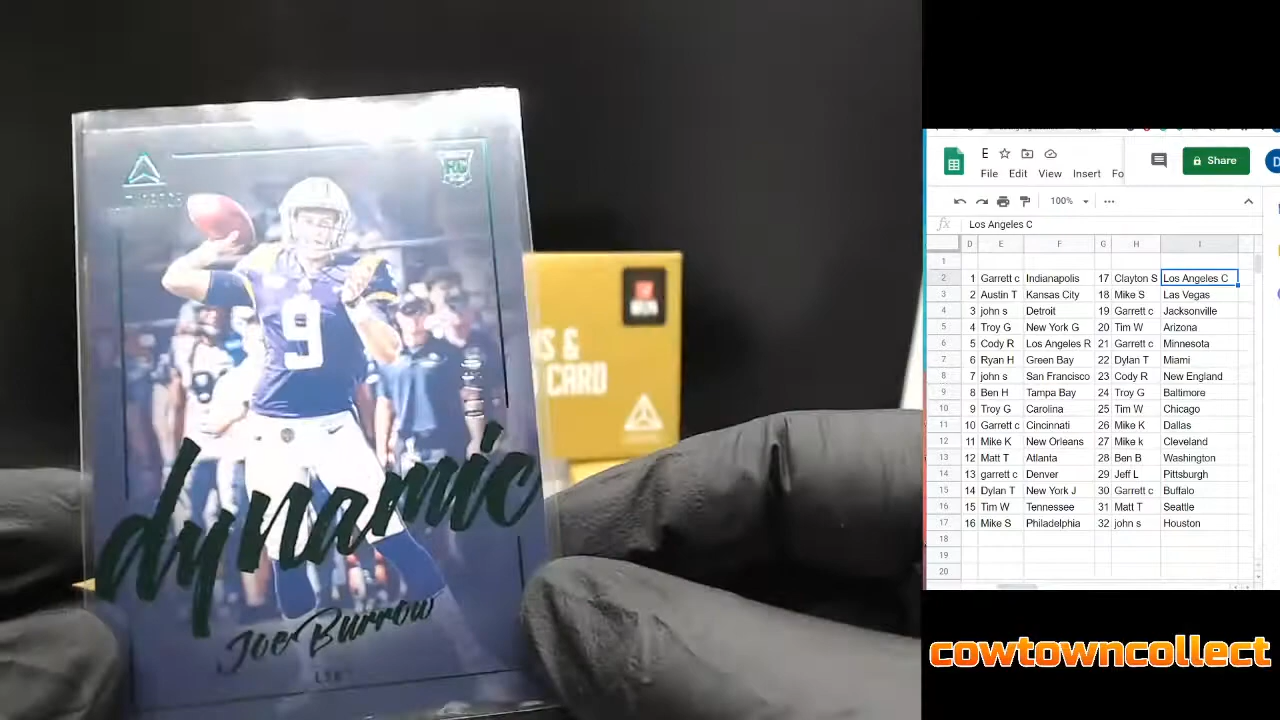 RC
9
dynamic
Joe Burrow
LSU
& 
CARD
E
Share
D
File Edit View Insert Fo
100%
fx Los Angeles C
D E F G H I
1
2 1 Garrett c Indianapolis 17 Clayton S Los Angeles C
3 2 Austin T Kansas City 18 Mike S Las Vegas
4 3 john s Detroit 19 Garrett c Jacksonville
5 4 Troy G New York G 20 Tim W Arizona
6 5 Cody R Los Angeles R 21 Garrett c Minnesota
7 6 Ryan H Green Bay 22 Dylan T Miami
8 7 john s San Francisco 23 Cody R New England
9 8 Ben H Tampa Bay 24 Troy G Baltimore
10 9 Troy G Carolina 25 Tim W Chicago
11 10 Garrett c Cincinnati 26 Mike K Dallas
12 11 Mike K New Orleans 27 Mike k Cleveland
13 12 Matt T Atlanta 28 Ben B Washington
14 13 garrett c Denver 29 Jeff L Pittsburgh
15 14 Dylan T New York J 30 Garrett c Buffalo
16 15 Tim W Tennessee 31 Matt T Seattle
17 16 Mike S Philadelphia 32 john s Houston
18
19
20
cowtowncollect